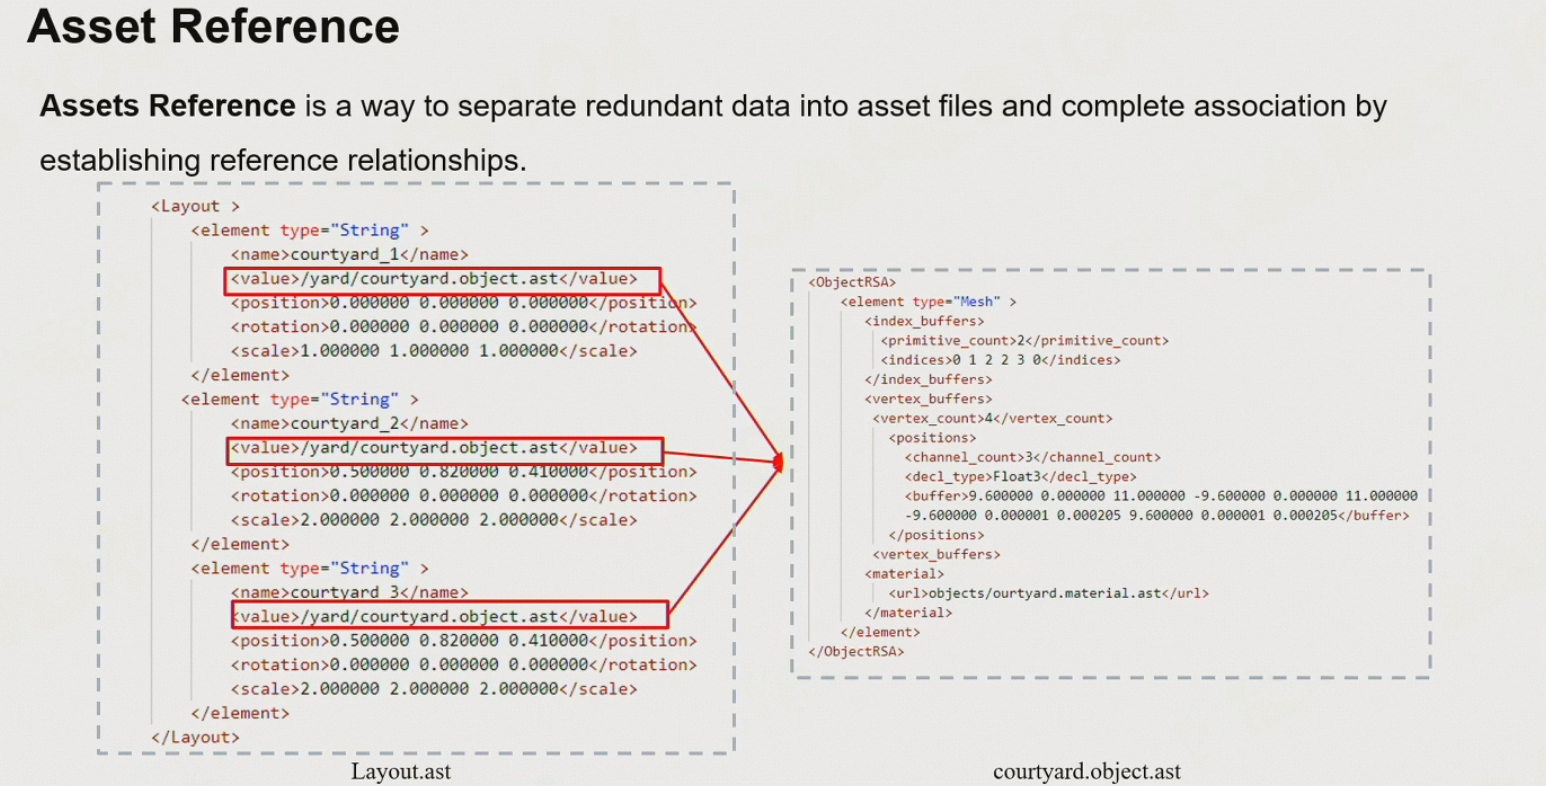 Asset Reference
Assets Reference is a way to separate redundant data into asset files and complete association by
establishing reference relationships.
<Layout >
<element type="String" >
<name>courtyard_1</name>
<value>/yard/courtyard.object.ast</value>
<position>0.000000 0.000000 0.000000</position>
<rotation>0.000000 0.000000 0.000000</rotation>
<scale>1.000000 1.000000 1.000000</scale>
</element>
<element type="String" >
<name>courtyard_2</name>
<value>/yard/courtyard.object.ast</value>
<position>0.500000 0.820000 0.410000</position>
<rotation>0.000000 0.000000 0.000000</rotation>
<scale>2.000000 2.000000 2.000000</scale>
</element>
<element type="String" >
<name>courtyard_3</name>
<value>/yard/courtyard.object.ast</value>
<position>0.500000 0.820000 0.410000</position>
<rotation>0.000000 0.000000 0.000000</rotation>
<scale>2.000000 2.000000 2.000000</scale>
</element>
</Layout>
Layout.ast
<ObjectRSA>
<element type="Mesh" >
<index_buffers>
<primitive_count>2</primitive_count>
<indices>0 1 2 2 3 0</indices>
</index_buffers>
<vertex_buffers>
<vertex_count>4</vertex_count>
<positions>
<channel_count>3</channel_count>
<decl_type>Float3</decl_type>
<buffer>9.600000 0.000000 11.000000 -9.600000 0.000000 11.000000
-9.600000 0.000001 0.000205 9.600000 0.000001 0.000205</buffer>
</positions>
<vertex_buffers>
<material>
<url>objects/ourtyard.material.ast</url>
</material>
</element>
</ObjectRSA>
courtyard.object.ast